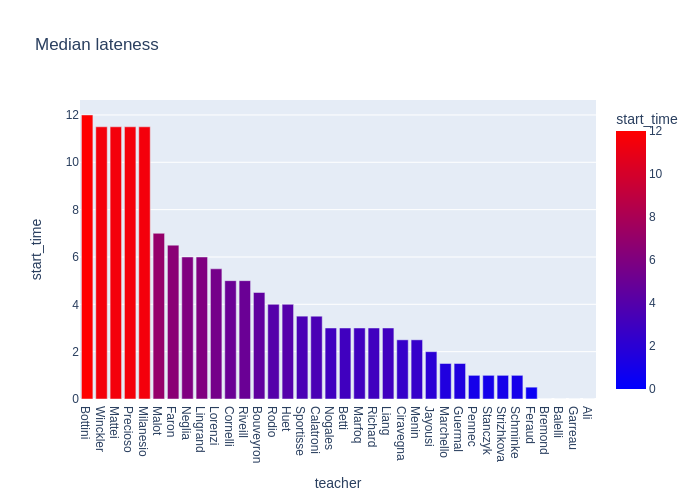 Median lateness
start_time
12
10
8
6
4
2
0
Bottini
Winckler
Mattei
Precioso
Milanesio
Malot
Faron
Neglia
Lingrand
Lorenzi
Cornelli
Riveill
Bouveyron
Rodio
Huet
Sportisse
Calatroni
Nogales
Betti
Marfoq
Richard
Liang
Ciravegna
Menin
Jayousi
Marchello
Guermal
Pennec
Stanczyk
Strizhkova
Schminke
Feraud
Bremond
Balelli
Garreau
Ali
teacher
start_time
12
10
8
6
4
2
0